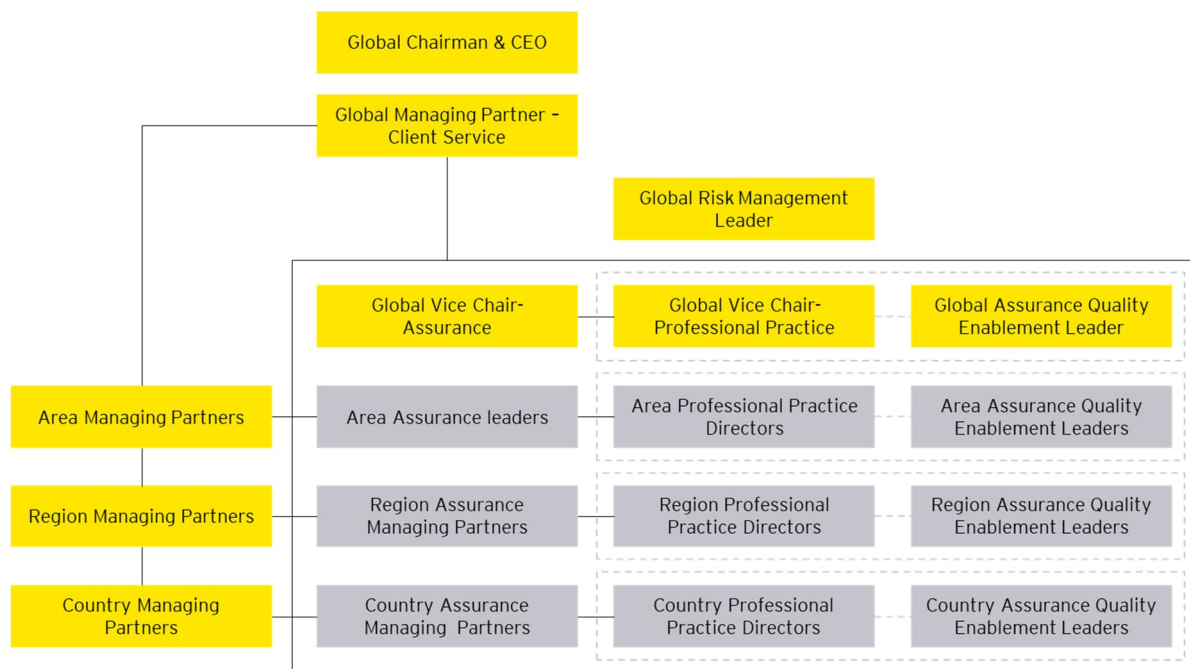 Global Chairman & CEO
Global Managing Partner –
Client Service
Global Risk Management
Leader
Global Vice Chair-
Assurance
Global Vice Chair-
Professional Practice
Global Assurance Quality
Enablement Leader
Area Managing Partners
Area Assurance leaders
Area Professional Practice
Directors
Area Assurance Quality
Enablement Leaders
Region Managing Partners
Region Assurance
Managing Partners
Region Professional
Practice Directors
Region Assurance Quality
Enablement Leaders
Country Managing
Partners
Country Assurance
Managing  Partners
Country Professional
Practice Directors
Country Assurance Quality
Enablement Leaders